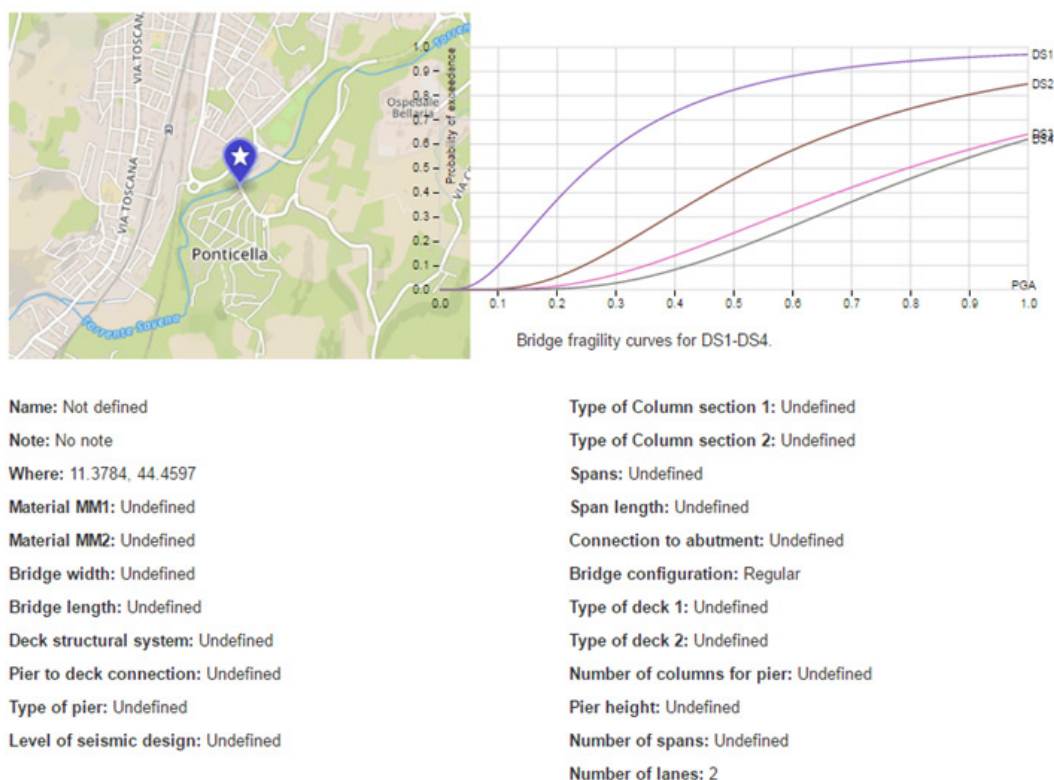 VIA TOSCANA
Torren
Ospedale
Bellaria
VIA TOSCANA
VIA C
Ponticella
Torrente Savena
1.0
0.9
0.8
0.7
0.6
0.5
0.4
0.3
0.2
0.1
0.0
Probability of exceedance
DS1
DS2
DS4
PGA
0.0 0.1 0.2 0.3 0.4 0.5 0.6 0.7 0.8 0.9 1.0
Bridge fragility curves for DS1-DS4.
Name: Not defined
Note: No note
Where: 11.3784, 44.4597
Material MM1: Undefined
Material MM2: Undefined
Bridge width: Undefined
Bridge length: Undefined
Deck structural system: Undefined
Pier to deck connection: Undefined
Type of pier: Undefined
Level of seismic design: Undefined
Type of Column section 1: Undefined
Type of Column section 2: Undefined
Spans: Undefined
Span length: Undefined
Connection to abutment: Undefined
Bridge configuration: Regular
Type of deck 1: Undefined
Type of deck 2: Undefined
Number of columns for pier: Undefined
Pier height: Undefined
Number of spans: Undefined
Number of lanes: 2